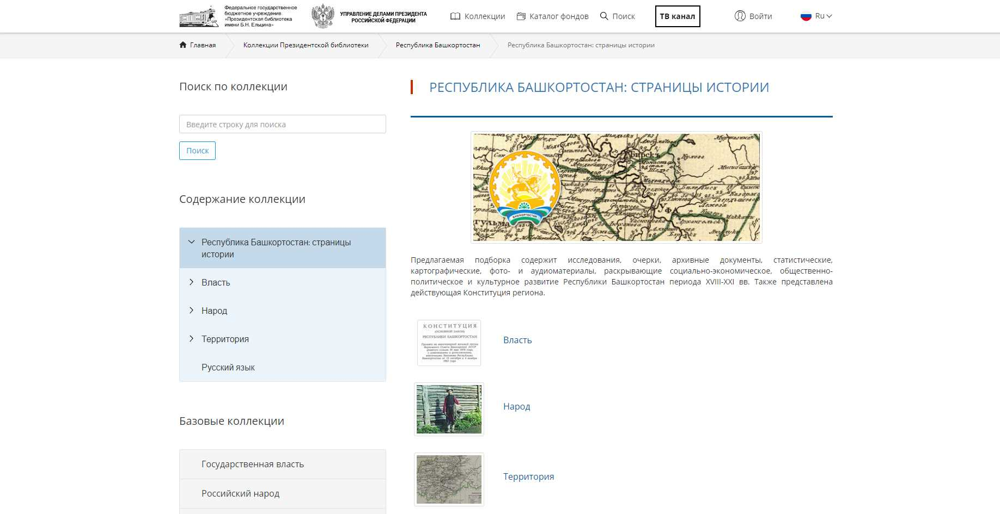 Федеральное государственное
бюджетное учреждение
«Президентская библиотека
имени Б.Н. Ельцина»
УПРАВЛЕНИЕ ДЕЛАМИ ПРЕЗИДЕНТА
РОССИЙСКОЙ ФЕДЕРАЦИИ
Коллекции
Каталог фондов
Поиск
ТВ канал
Войти
Ru
Главная
Коллекции Президентской библиотеки
Республика Башкортостан
Республика Башкортостан: страницы истории
Поиск по коллекции
Введите строку для поиска
Поиск
Содержание коллекции
Республика Башкортостан: страницы
истории
Власть
Народ
Территория
Русский язык
Базовые коллекции
Государственная власть
Российский народ
РЕСПУБЛИКА БАШКОРТОСТАН: СТРАНИЦЫ ИСТОРИИ
Бирскъ
УФА
БАШКОРТОСТАН
Предлагаемая подборка содержит исследования, очерки, архивные документы, статистические,
картографические, фото- и аудиоматериалы, раскрывающие социально-экономическое, общественно-
политическое и культурное развитие Республики Башкортостан периода XVIII-XXI вв. Также представлена
действующая Конституция региона.
КОНСТИТУЦИЯ
(ОСНОВНОЙ ЗАКОН)
РЕСПУБЛИКИ БАШКОРТОСТАН
Власть
Народ
Территория